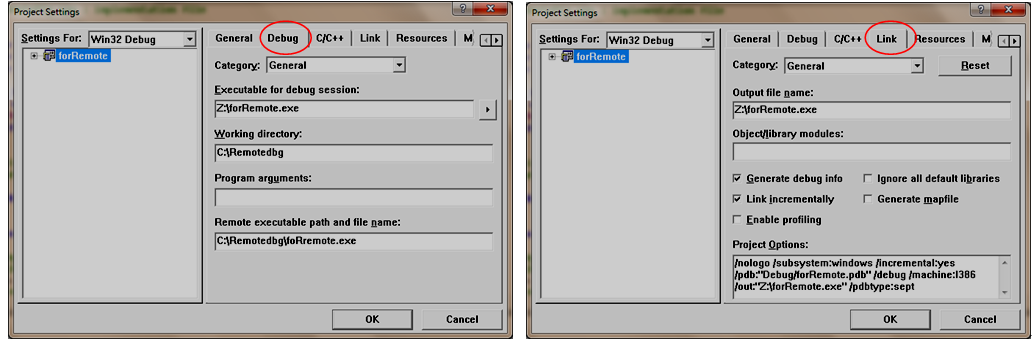 Project Settings
Settings For: Win32 Debug
forRemote
General Debug C/C++ Link Resources M
Category: General
Executable for debug session:
Z:\forRemote.exe
Working directory:
C:\Remotedbg
Program arguments:
Remote executable path and file name:
C:\Remotedbg\foRremote.exe
OK Cancel
Project Settings
Settings For: Win32 Debug
forRemote
General Debug C/C++ Link Resources M
Category: General Reset
Output file name:
Z:\forRemote.exe
Object/library modules:
Generate debug info Ignore all default libraries
Link incrementally Generate mapfile
Enable profiling
Project Options:
/nologo /subsystem:windows /incremental:yes
/pdb:"Debug/forRemote.pdb" /debug /machine:I386
/out:"Z:\forRemote.exe" /pdbtype:sept
OK Cancel